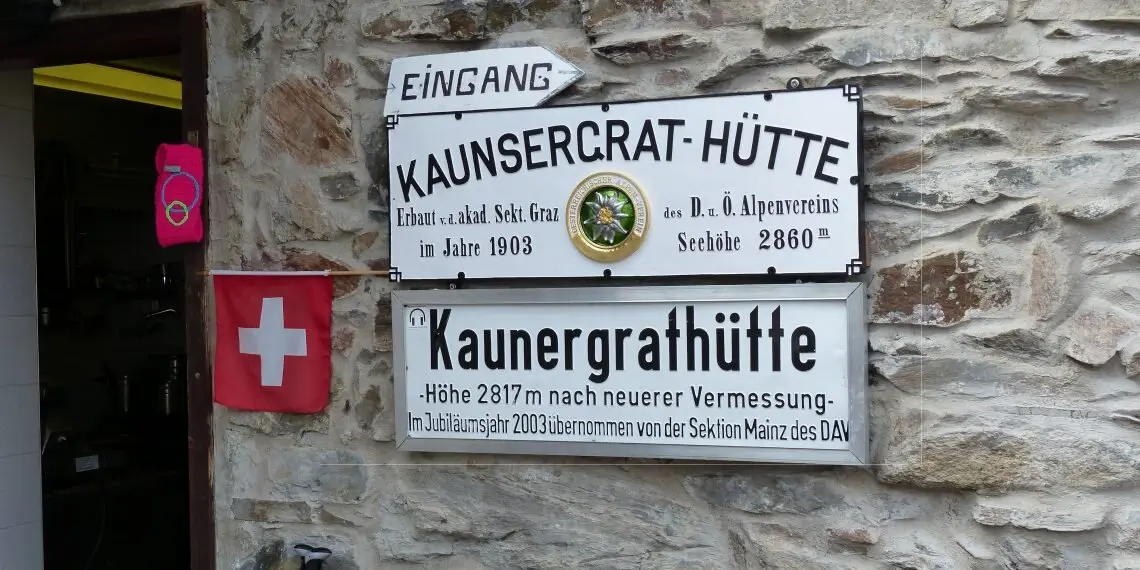 EiNGANG
KAUNSERGRAT-HÜTTE
Erbaut v. d. akad. Sekt. Graz des D. u. Ö. Alpenvereins
im Jahre 1903 Seehöhe 2860 m
Kaunergrathütte
-Höhe 2817m nach neuerer Vermessung-
Im Jubiläumsjahr 2003 übernommen von der Sektion Mainz des DAV